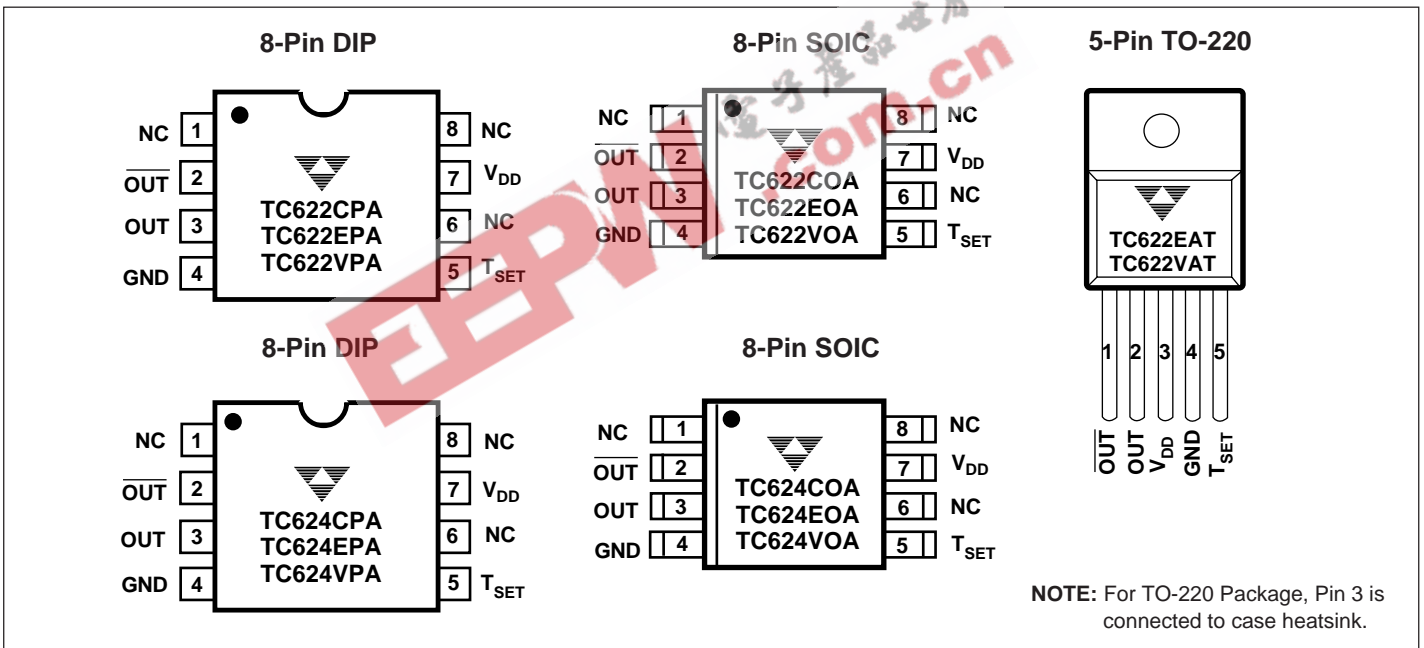 8-Pin DIP
NC 1
OUT 2
OUT 3
GND 4
8 NC
7 VDD
6 NC
5 TSET
TC622CPA
TC622EPA
TC622VPA
8-Pin SOIC
NC 1
OUT 2
OUT 3
GND 4
8 NC
7 VDD
6 NC
5 TSET
TC622COA
TC622EOA
TC622VOA
5-Pin TO-220
TC622EAT
TC622VAT
1 2 3 4 5
OUT OUT VDD GND TSET
8-Pin DIP
NC 1
OUT 2
OUT 3
GND 4
8 NC
7 VDD
6 NC
5 TSET
TC624CPA
TC624EPA
TC624VPA
8-Pin SOIC
NC 1
OUT 2
OUT 3
GND 4
8 NC
7 VDD
6 NC
5 TSET
TC624COA
TC624EOA
TC624VOA
NOTE: For TO-220 Package, Pin 3 is
connected to case heatsink.
EEPW.com.cn